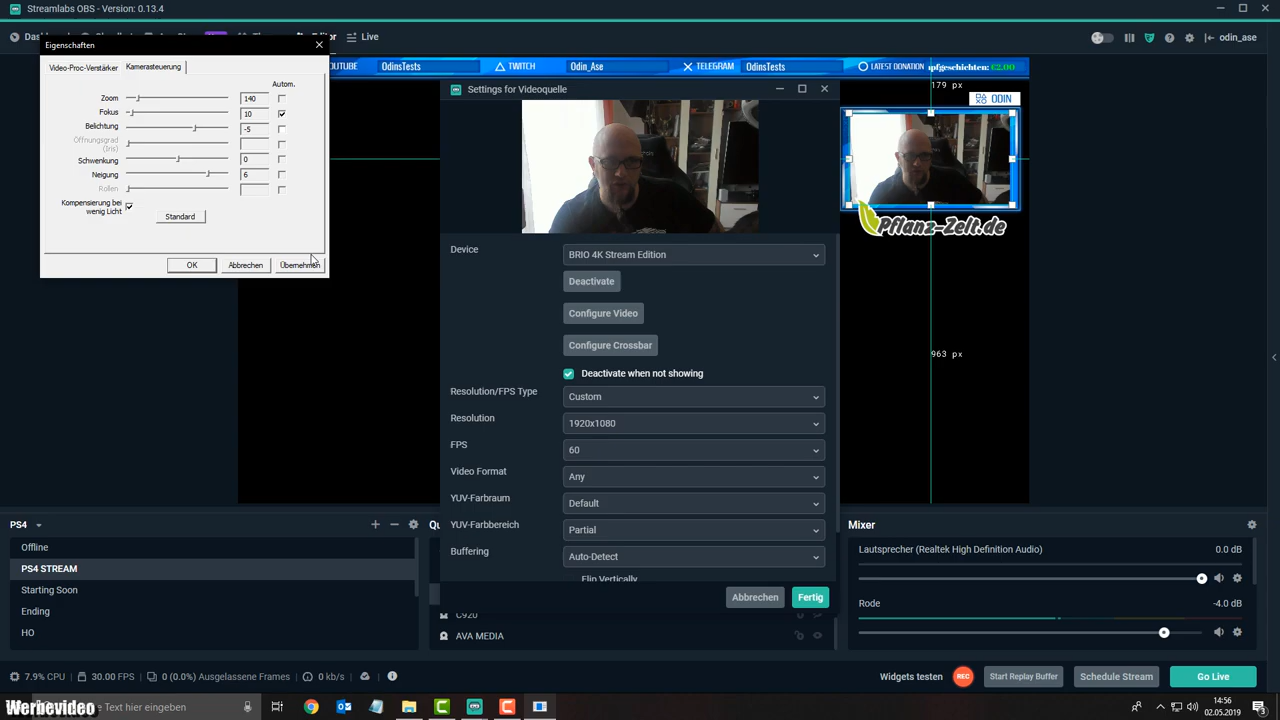 Streamlabs OBS - Version: 0.13.4
Live
odin_ase
Eigenschaften
Video-Proc-Verstärker
Kamerasteuerung
Autom.
Zoom
140
Fokus
10
Belichtung
-5
Öffnungsgrad
(Iris)
Schwenkung
0
Neigung
6
Rollen
Kompensierung bei
wenig Licht
Standard
OK
Abbrechen
Übernehmen
OdinsTests
TWITCH
Odin_Ase
TELEGRAM
OdinsTests
LATEST DONATION
upfgeschichten: €2.00
179 px
ODIN
Pflanz-Zelt.de
963 px
Settings for Videoquelle
Device
BRIO 4K Stream Edition
Deactivate
Configure Video
Configure Crossbar
Deactivate when not showing
Resolution/FPS Type
Custom
Resolution
1920x1080
FPS
60
Video Format
Any
YUV-Farbraum
Default
YUV-Farbbereich
Partial
Buffering
Auto-Detect
Flip Vertically
Abbrechen
Fertig
PS4
Offline
PS4 STREAM
Starting Soon
Ending
HO
Qu
C920
AVA MEDIA
Mixer
Lautsprecher (Realtek High Definition Audio)
0.0 dB
Rode
-4.0 dB
7.9% CPU
30.00 FPS
0 (0.0%) Ausgelassene Frames
0 kb/s
Widgets testen
REC
Start Replay Buffer
Schedule Stream
Go Live
Werbevideo
Text hier eingeben
14:56
02.05.2019
3